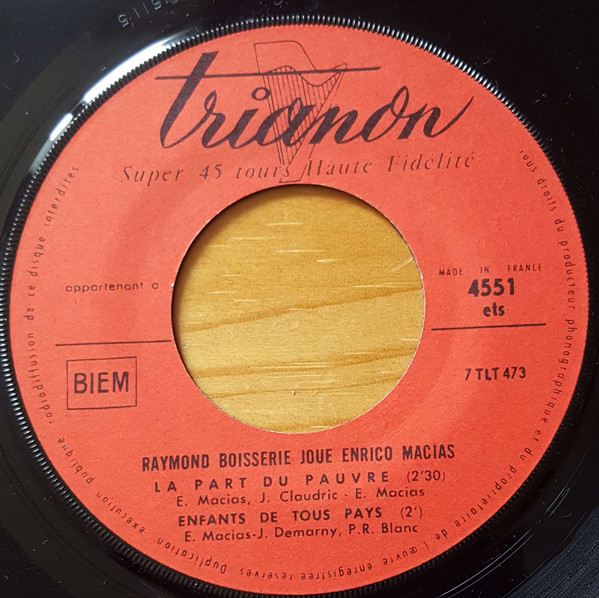 trianon
Super 45 tours Haute Fidélité
appartenant a
MADE IN FRANCE
4551
ets
BIEM
7 TLT 473
RAYMOND BOISSERIE JOUE ENRICO MACIAS
LA PART DU PAUVRE (2'30)
E. Macias, J. Claudric - E. Macias
ENFANTS DE TOUS PAYS (2')
E. Macias-J. Demarny, P.R. Blanc
tous droits du producteur phonographique et du propriétaire de l'œuvre enregistrée réservés Duplication exécution publique radiodiffusion de ce disque interdites